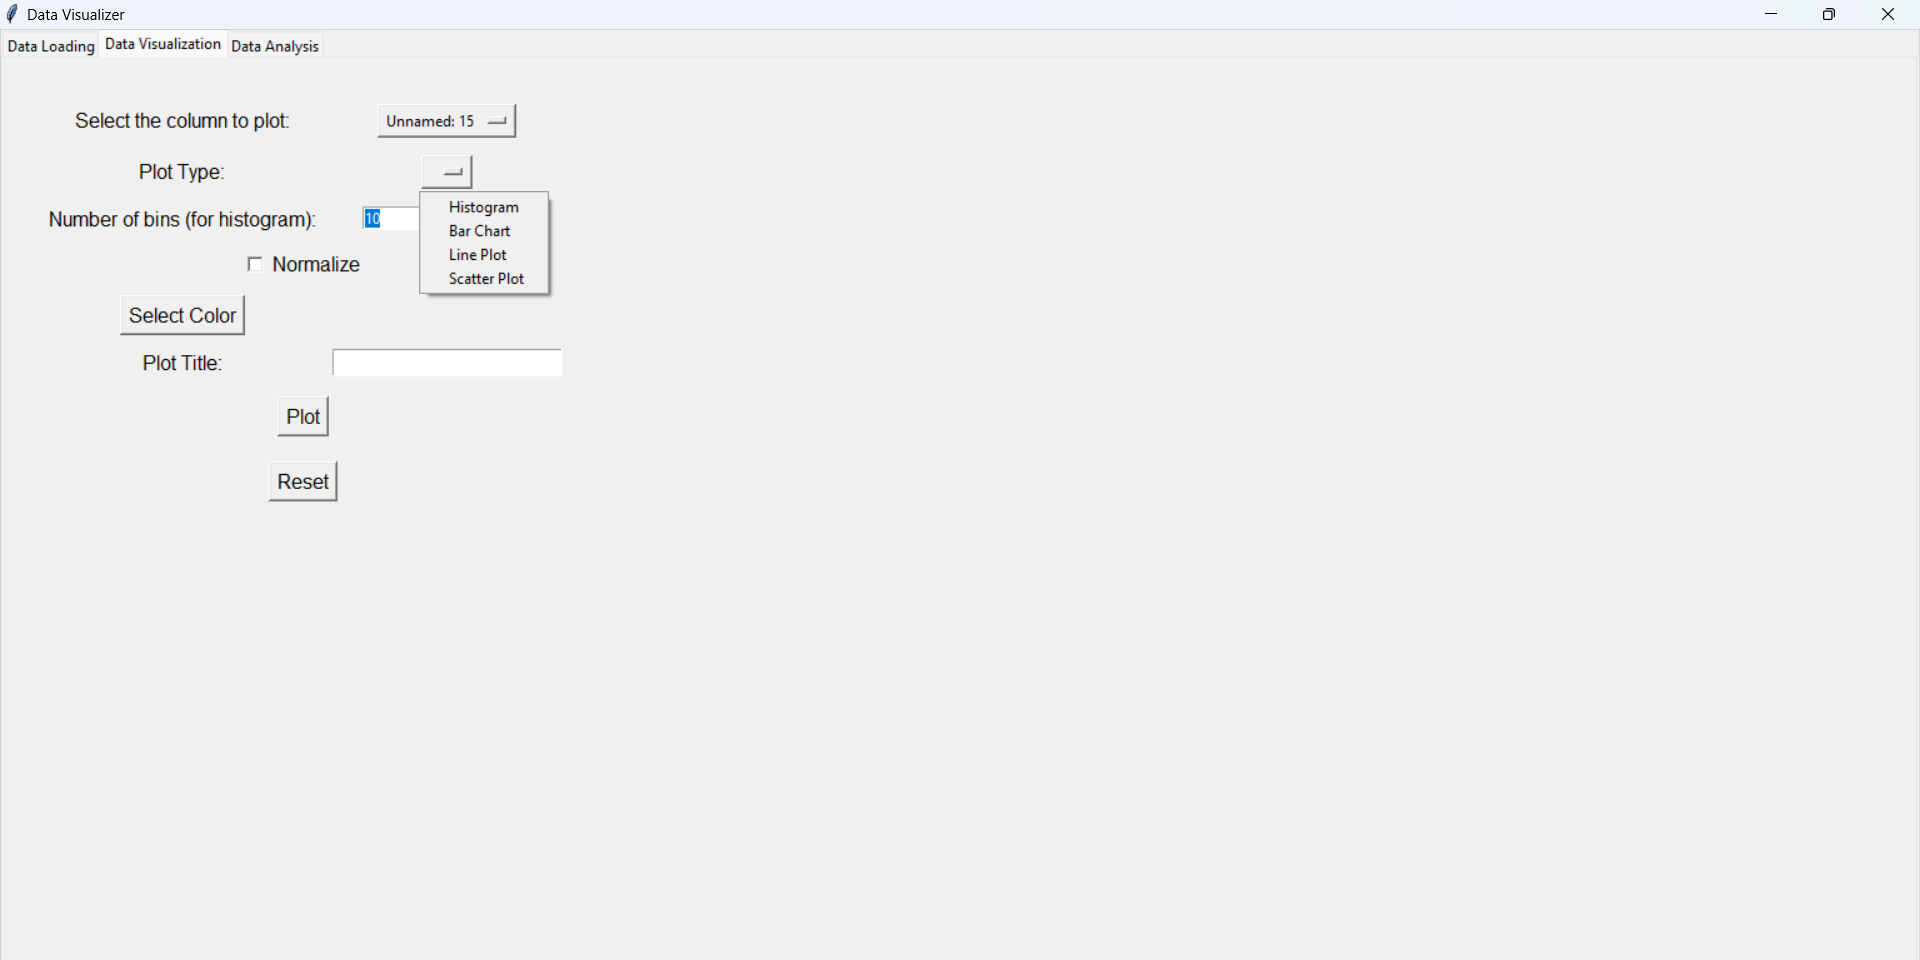 Data Visualizer
Data Loading Data Visualization Data Analysis
Select the column to plot: Unnamed: 15
Plot Type:
Number of bins (for histogram): 10
Histogram
Bar Chart
Line Plot
Scatter Plot
Normalize
Select Color
Plot Title:
Plot
Reset